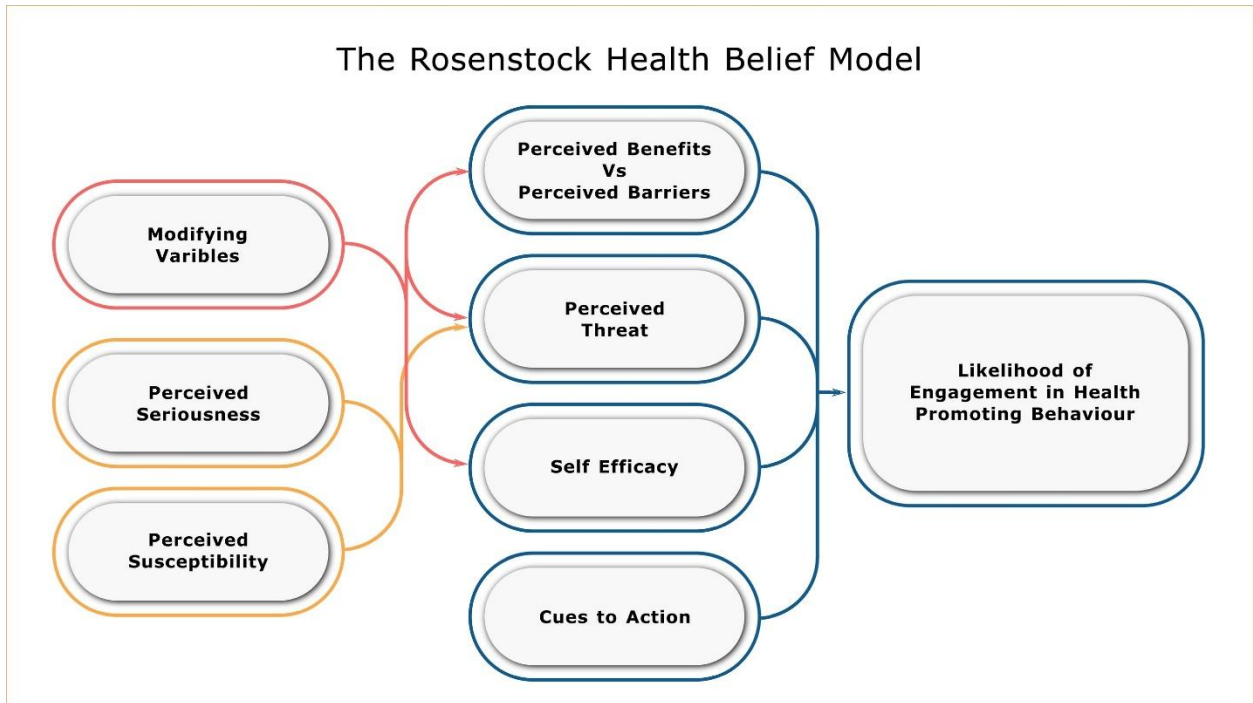 The Rosenstock Health Belief Model
Modifying
Varibles
Perceived
Seriousness
Perceived
Susceptibility
Perceived Benefits
Vs
Perceived Barriers
Perceived
Threat
Self Efficacy
Cues to Action
Likelihood of
Engagement in Health
Promoting Behaviour